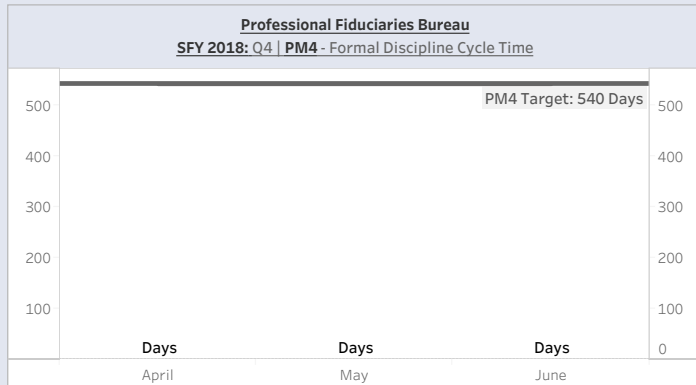 Professional Fiduciaries Bureau
SFY 2018: Q4 | PM4 - Formal Discipline Cycle Time
PM4 Target: 540 Days
500 500
400 400
300 300
200 200
100 100
Days Days Days 0
April May June